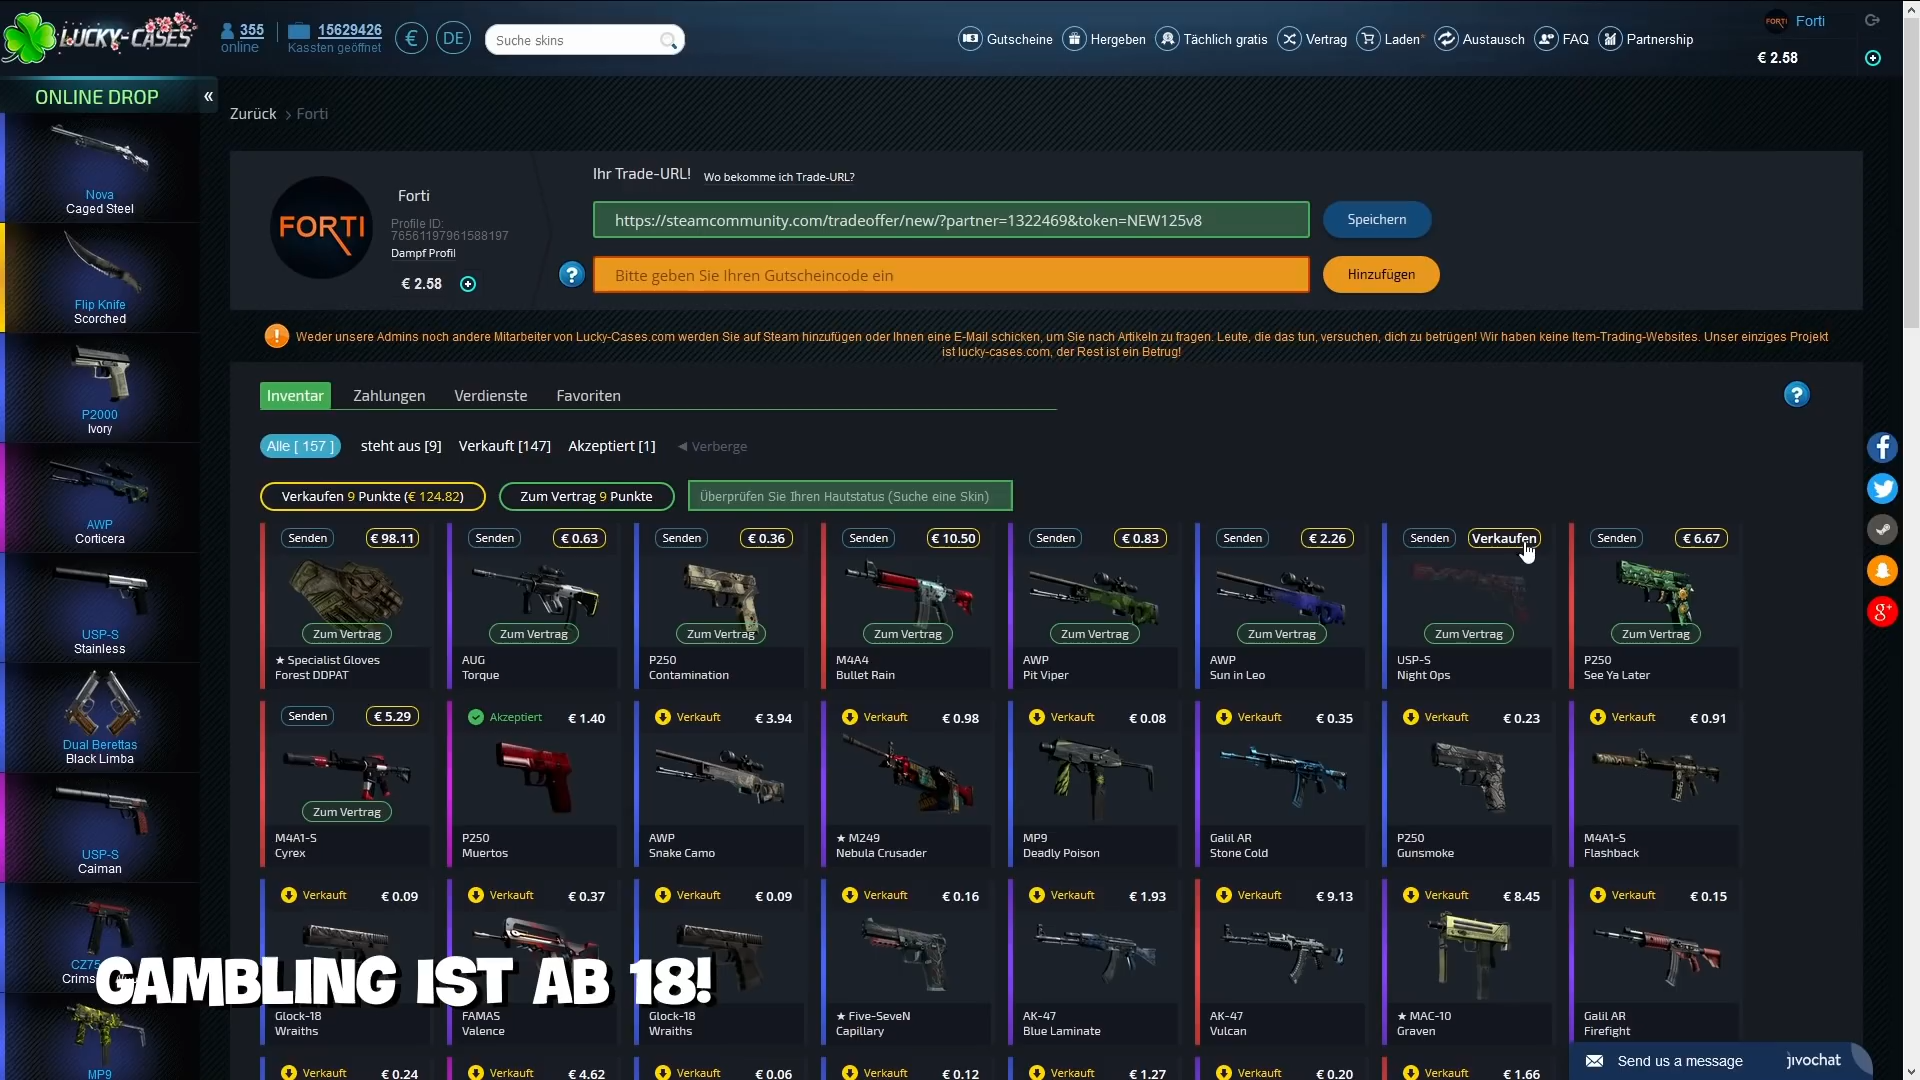 LUCKY-CASES
355
online
15629426
Kassten geöffnet
€
DE
Suche skins
Gutscheine
Hergeben
Tächlich gratis
Vertrag
Laden*
Austausch
FAQ
Partnership
FORTI
Forti
€ 2.58
ONLINE DROP
«
Nova
Caged Steel
Flip Knife
Scorched
P2000
Ivory
AWP
Corticera
USP-S
Stainless
Dual Berettas
Black Limba
USP-S
Caiman
MP9
Zurück > Forti
FORTI
Forti
Profile ID:
76561197961588197
Dampf Profil
€ 2.58
Ihr Trade-URL! Wo bekomme ich Trade-URL?
https://steamcommunity.com/tradeoffer/new/?partner=1322469&token=NEW125v8
Speichern
?
Bitte geben Sie Ihren Gutscheincode ein
Hinzufügen
Weder unsere Admins noch andere Mitarbeiter von Lucky-Cases.com werden Sie auf Steam hinzufügen oder Ihnen eine E-Mail schicken, um Sie nach Artikeln zu fragen. Leute, die das tun, versuchen, dich zu betrügen! Wir haben keine Item-Trading-Websites. Unser einziges Projekt
ist lucky-cases.com, der Rest ist ein Betrug!
Inventar Zahlungen Verdienste Favoriten
?
Alle [ 157 ] steht aus [9] Verkauft [147] Akzeptiert [1] Verberge
Verkaufen 9 Punkte (€ 124.82) Zum Vertrag 9 Punkte Überprüfen Sie Ihren Hautstatus (Suche eine Skin)
Senden € 98.11 Senden € 0.63 Senden € 0.36 Senden € 10.50 Senden € 0.83 Senden € 2.26 Senden Verkaufen Senden € 6.67
Zum Vertrag Zum Vertrag Zum Vertrag Zum Vertrag Zum Vertrag Zum Vertrag Zum Vertrag Zum Vertrag
★ Specialist Gloves AUG P250 M4A4 AWP AWP USP-S P250
Forest DDPAT Torque Contamination Bullet Rain Pit Viper Sun in Leo Night Ops See Ya Later
Senden € 5.29 Akzeptiert € 1.40 Verkauft € 3.94 Verkauft € 0.98 Verkauft € 0.08 Verkauft € 0.35 Verkauft € 0.23 Verkauft € 0.91
Zum Vertrag
M4A1-S P250 AWP ★ M249 MP9 Galil AR P250 M4A1-S
Cyrex Muertos Snake Camo Nebula Crusader Deadly Poison Stone Cold Gunsmoke Flashback
Verkauft € 0.09 Verkauft € 0.37 Verkauft € 0.09 Verkauft € 0.16 Verkauft € 1.93 Verkauft € 9.13 Verkauft € 8.45 Verkauft € 0.15
GAMBLING IST AB 18!
Glock-18 FAMAS Glock-18 ★ Five-SeveN AK-47 AK-47 ★ MAC-10 Galil AR
Wraiths Valence Wraiths Capillary Blue Laminate Vulcan Graven Firefight
Verkauft € 0.24 Verkauft € 4.62 Verkauft € 0.06 Verkauft € 0.12 Verkauft € 1.27 Verkauft € 0.20 Verkauft € 1.66
Send us a message jivochat